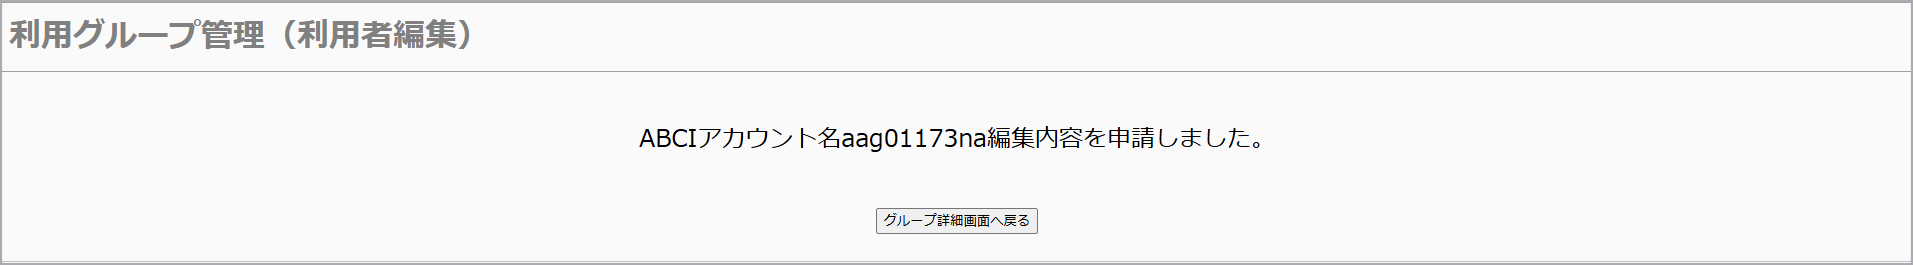 利用グループ管理（利用者編集）
ABCIアカウント名aag01173na編集内容を申請しました。
グループ詳細画面へ戻る